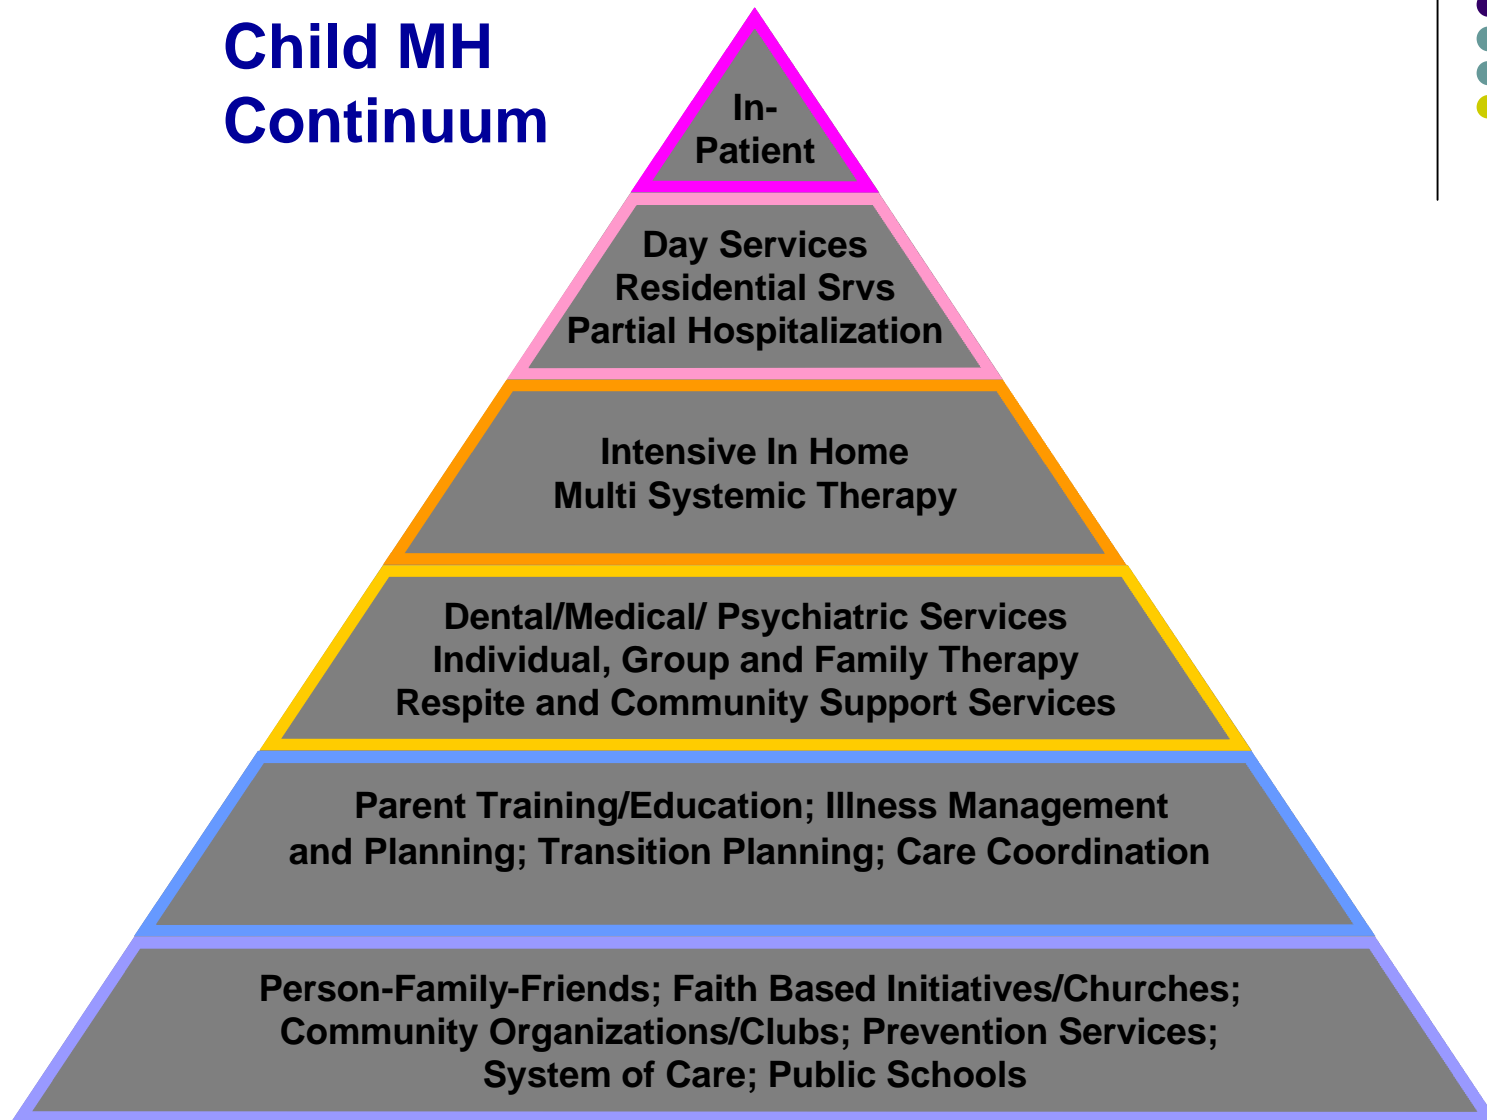 Child MH
Continuum
In-
Patient
Day Services
Residential Srvs
Partial Hospitalization
Intensive In Home
Multi Systemic Therapy
Dental/Medical/ Psychiatric Services
Individual, Group and Family Therapy
Respite and Community Support Services
Parent Training/Education; Illness Management
and Planning; Transition Planning; Care Coordination
Person-Family-Friends; Faith Based Initiatives/Churches;
Community Organizations/Clubs; Prevention Services;
System of Care; Public Schools